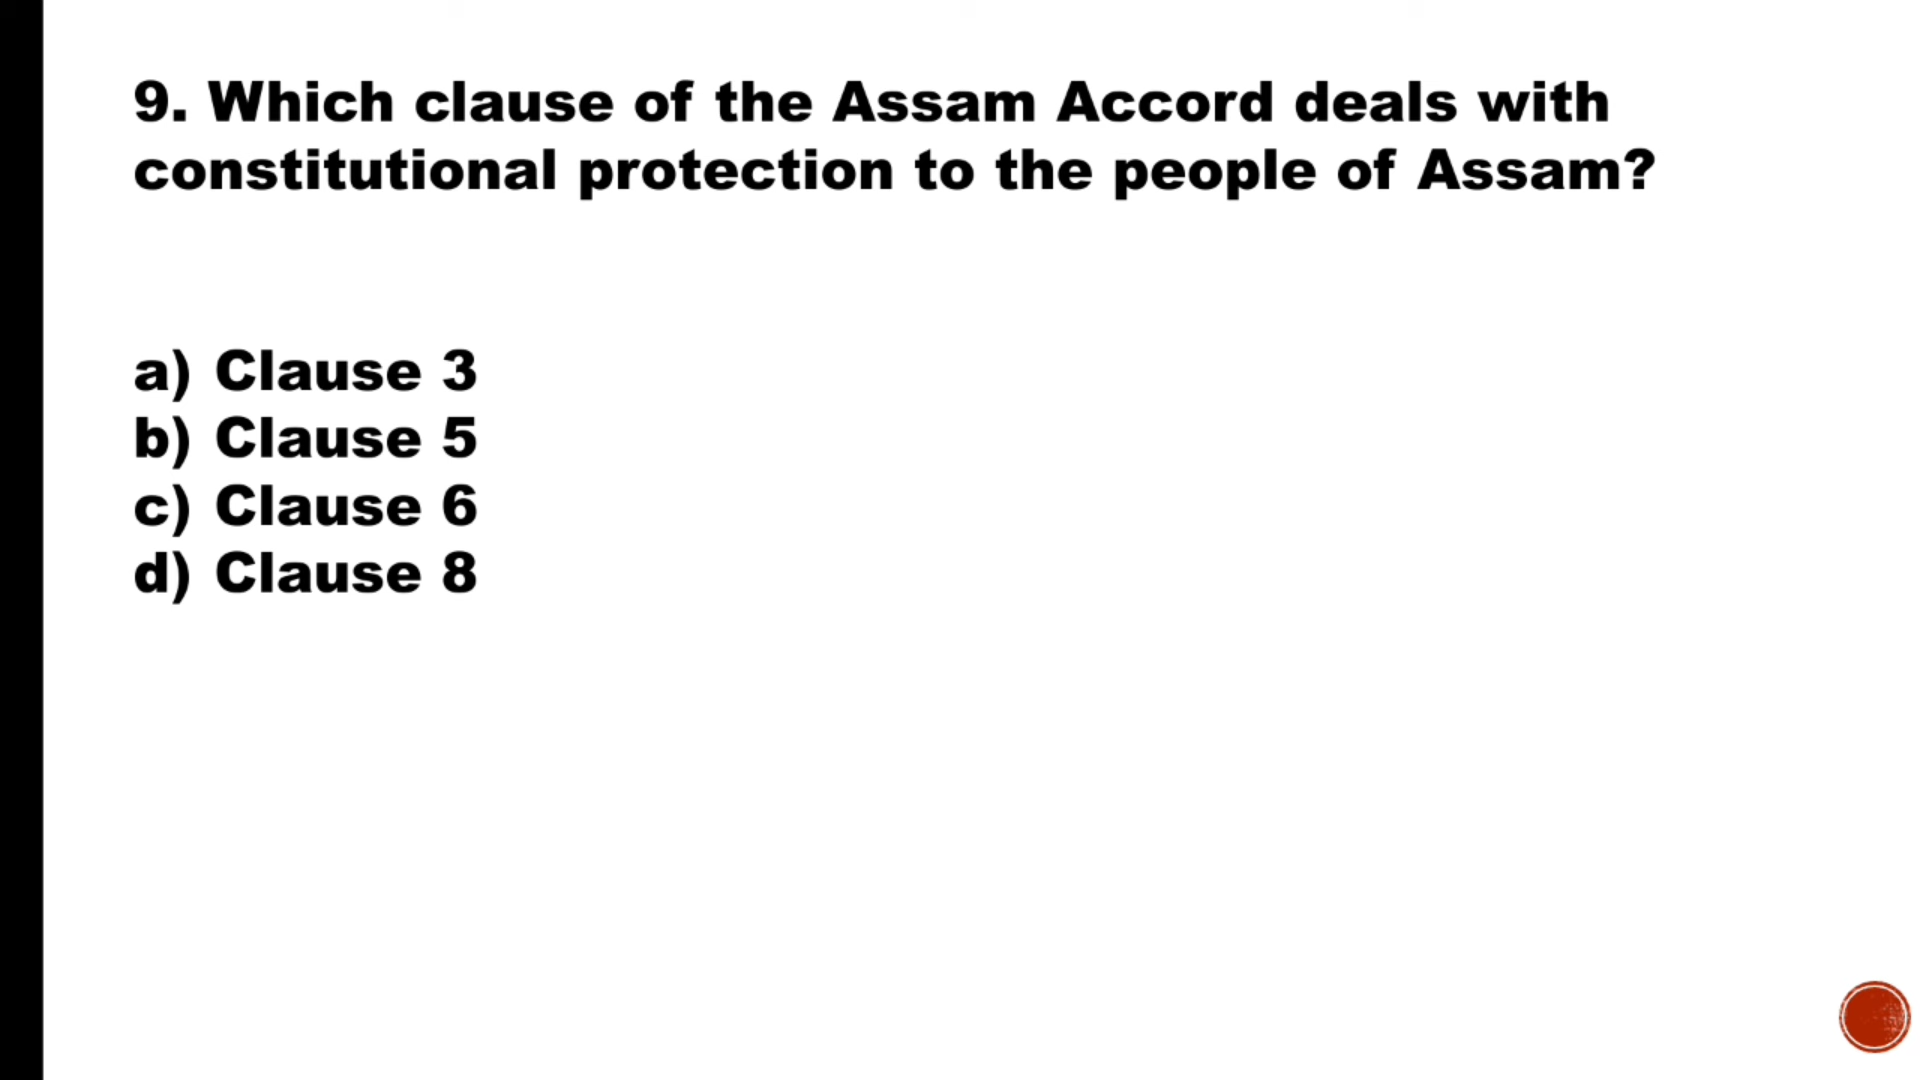 9. Which clause of the Assam Accord deals with
constitutional protection to the people of Assam?
a) Clause 3
b) Clause 5
c) Clause 6
d) Clause 8